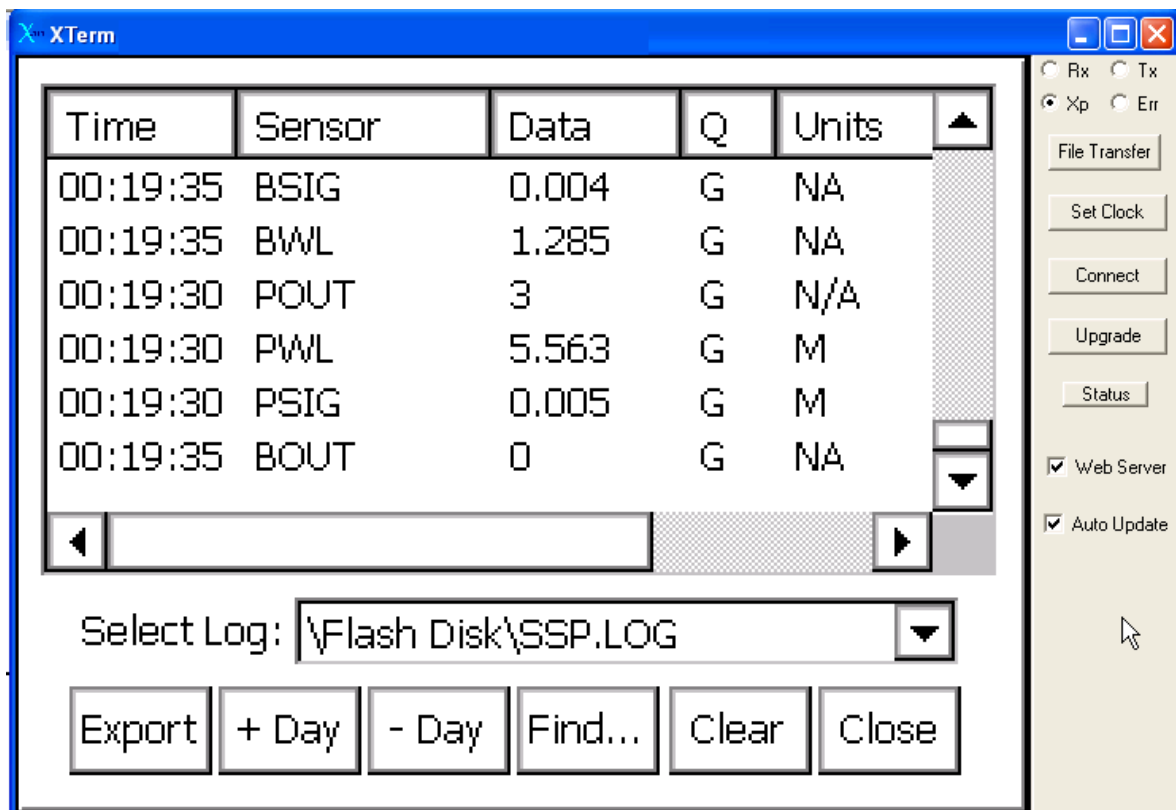 XTerm
Time Sensor Data Q Units
00:19:35 BSIG 0.004 G NA
00:19:35 BWL 1.285 G NA
00:19:30 POUT 3 G N/A
00:19:30 PWL 5.563 G M
00:19:30 PSIG 0.005 G M
00:19:35 BOUT 0 G NA
Select Log: \Flash Disk\SSP.LOG
Export + Day - Day Find... Clear Close
Rx Tx
Xp Err
File Transfer
Set Clock
Connect
Upgrade
Status
Web Server
Auto Update